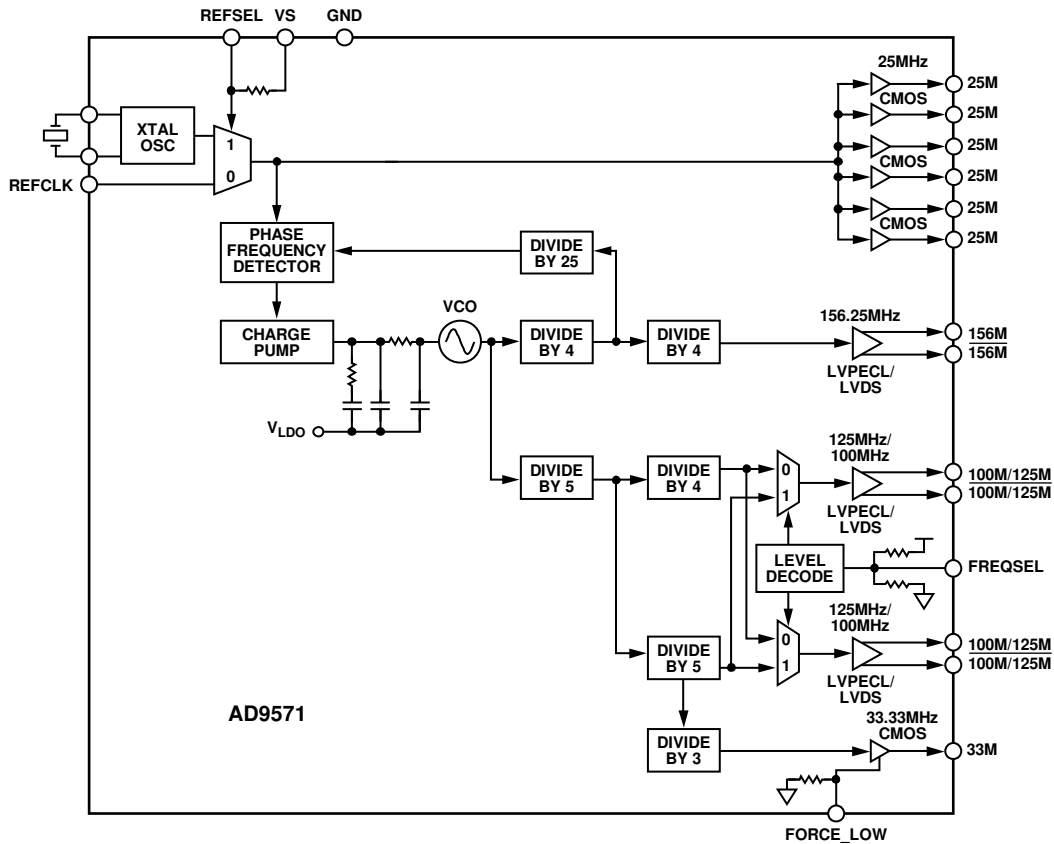 REFSEL VS GND
25MHz
25M
CMOS
25M
XTAL
OSC
1
0
REFCLK
25M
CMOS
25M
25M
CMOS
25M
PHASE
FREQUENCY
DETECTOR
DIVIDE
BY 25
CHARGE
PUMP
VCO
DIVIDE
BY 4
DIVIDE
BY 4
156.25MHz
156M
156M
LVPECL/
LVDS
VLDO
DIVIDE
BY 5
DIVIDE
BY 4
0
1
125MHz/
100MHz
100M/125M
100M/125M
LVPECL/
LVDS
LEVEL
DECODE
FREQSEL
DIVIDE
BY 5
0
1
125MHz/
100MHz
100M/125M
100M/125M
LVPECL/
LVDS
AD9571
DIVIDE
BY 3
33.33MHz
CMOS
33M
FORCE_LOW